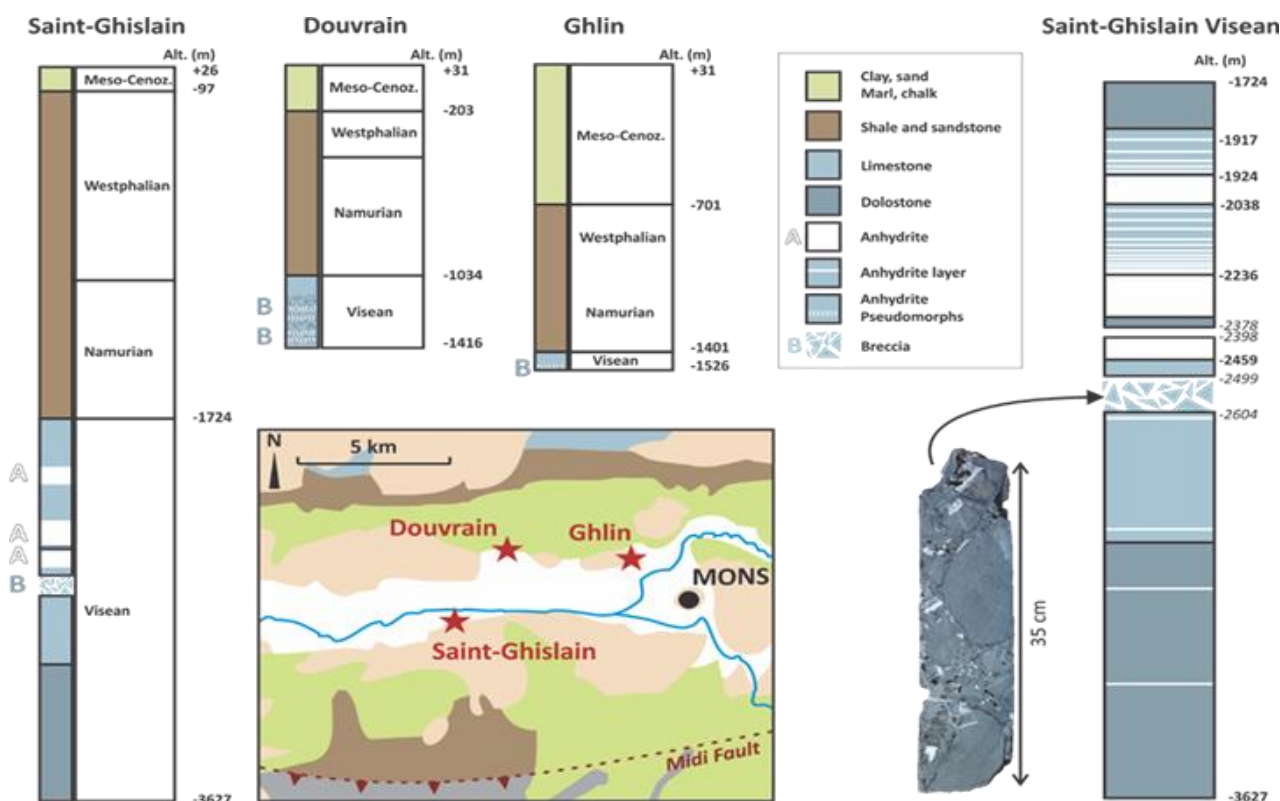 Saint-Ghislain
Alt. (m)
+26
Meso-Cenoz.
-97
Westphalian
Namurian
-1724
A
A
A
B
Visean
-3627
Douvrain
Alt. (m)
+31
Meso-Cenoz.
-203
Westphalian
Namurian
-1034
B
Visean
B
-1416
Ghlin
Alt. (m)
+31
Meso-Cenoz.
-701
Westphalian
Namurian
-1401
Visean
B
-1526
Clay, sand
Marl, chalk
Shale and sandstone
Limestone
Dolostone
A
Anhydrite
Anhydrite layer
Anhydrite
Pseudomorphs
B
Breccia
N
5 km
Douvrain
Ghlin
MONS
Saint-Ghislain
Midi Fault
35 cm
Saint-Ghislain Visean
Alt. (m)
-1724
-1917
-1924
-2038
-2236
-2378
-2398
-2459
-2499
-2604
-3627